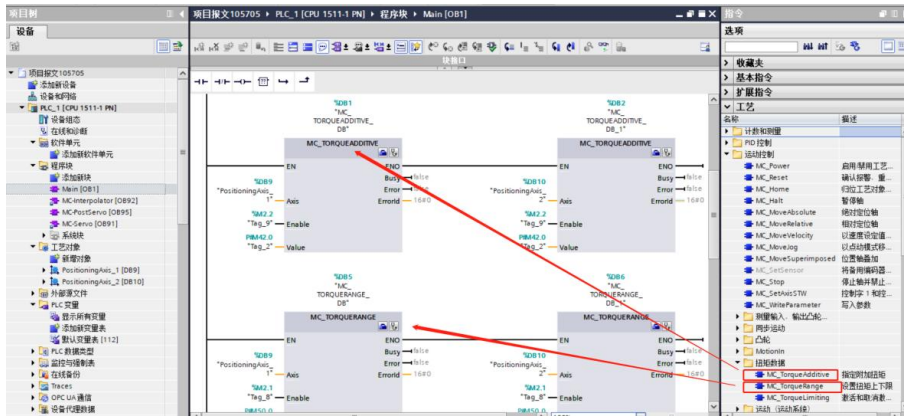 项目树
项目报文105705 ▸ PLC_1 [CPU 1511-1 PN] ▸ 程序块 ▸ Main [OB1]
指令
设备
选项
块接口
项目报文105705
添加新设备
设备和网络
PLC_1 [CPU 1511-1 PN]
设备组态
在线和诊断
软件单元
添加新软件单元
程序块
添加新块
Main [OB1]
MC-Interpolator [OB92]
MC-PostServo [OB95]
MC-Servo [OB91]
系统块
工艺对象
新增对象
PositioningAxis_1 [DB9]
PositioningAxis_2 [DB10]
外部源文件
PLC 变量
显示所有变量
添加新变量表
默认变量表 [112]
PLC 数据类型
监控与强制表
在线备份
Traces
OPC UA 通信
设备代理数据
%DB1
"MC_
TORQUEADDITIVE_
DB"
MC_TORQUEADDITIVE
EN
ENO
Busy
false
Error
false
ErrorId
16#0
%DB9
"PositioningAxis_
1"
Axis
%M2.2
"Tag_9"
Enable
"Tag_2"
Value
%DB2
"MC_
TORQUEADDITIVE_
DB_1"
MC_TORQUEADDITIVE
EN
ENO
Busy
false
Error
false
ErrorId
16#0
%DB10
"PositioningAxis_
2"
Axis
%M2.2
"Tag_9"
Enable
"Tag_2"
Value
%DB5
"MC_
TORQUERANGE_
DB"
MC_TORQUERANGE
EN
ENO
Busy
false
Error
false
ErrorId
16#0
%DB9
"PositioningAxis_
1"
Axis
%M2.1
"Tag_8"
Enable
%DB6
"MC_
TORQUERANGE_
DB_1"
MC_TORQUERANGE
EN
ENO
Busy
false
Error
false
ErrorId
16#0
%DB10
"PositioningAxis_
2"
Axis
%M2.1
"Tag_8"
Enable
收藏夹
基本指令
扩展指令
工艺
名称 描述
计数和测量
PID 控制
运动控制
MC_Power 启用/禁用工艺...
MC_Reset 确认报警，重...
MC_Home 归位工艺对象...
MC_Halt 暂停轴
MC_MoveAbsolute 绝对定位轴
MC_MoveRelative 相对定位轴
MC_MoveVelocity 以速度设定值...
MC_MoveJog 以点动模式移...
MC_MoveSuperimposed 位置轴叠加
MC_SetSensor 将备用编码器...
MC_Stop 停止轴并禁止...
MC_SetAxisSTW 控制字 1 和控...
MC_WriteParameter 写入参数
测量输入、输出凸轮...
同步运动
凸轮
MotionIn
扭矩数据
MC_TorqueAdditive 指定附加扭矩
MC_TorqueRange 设置扭矩上下限
MC_TorqueLimiting 激活和取消激...
运动（运动系统）